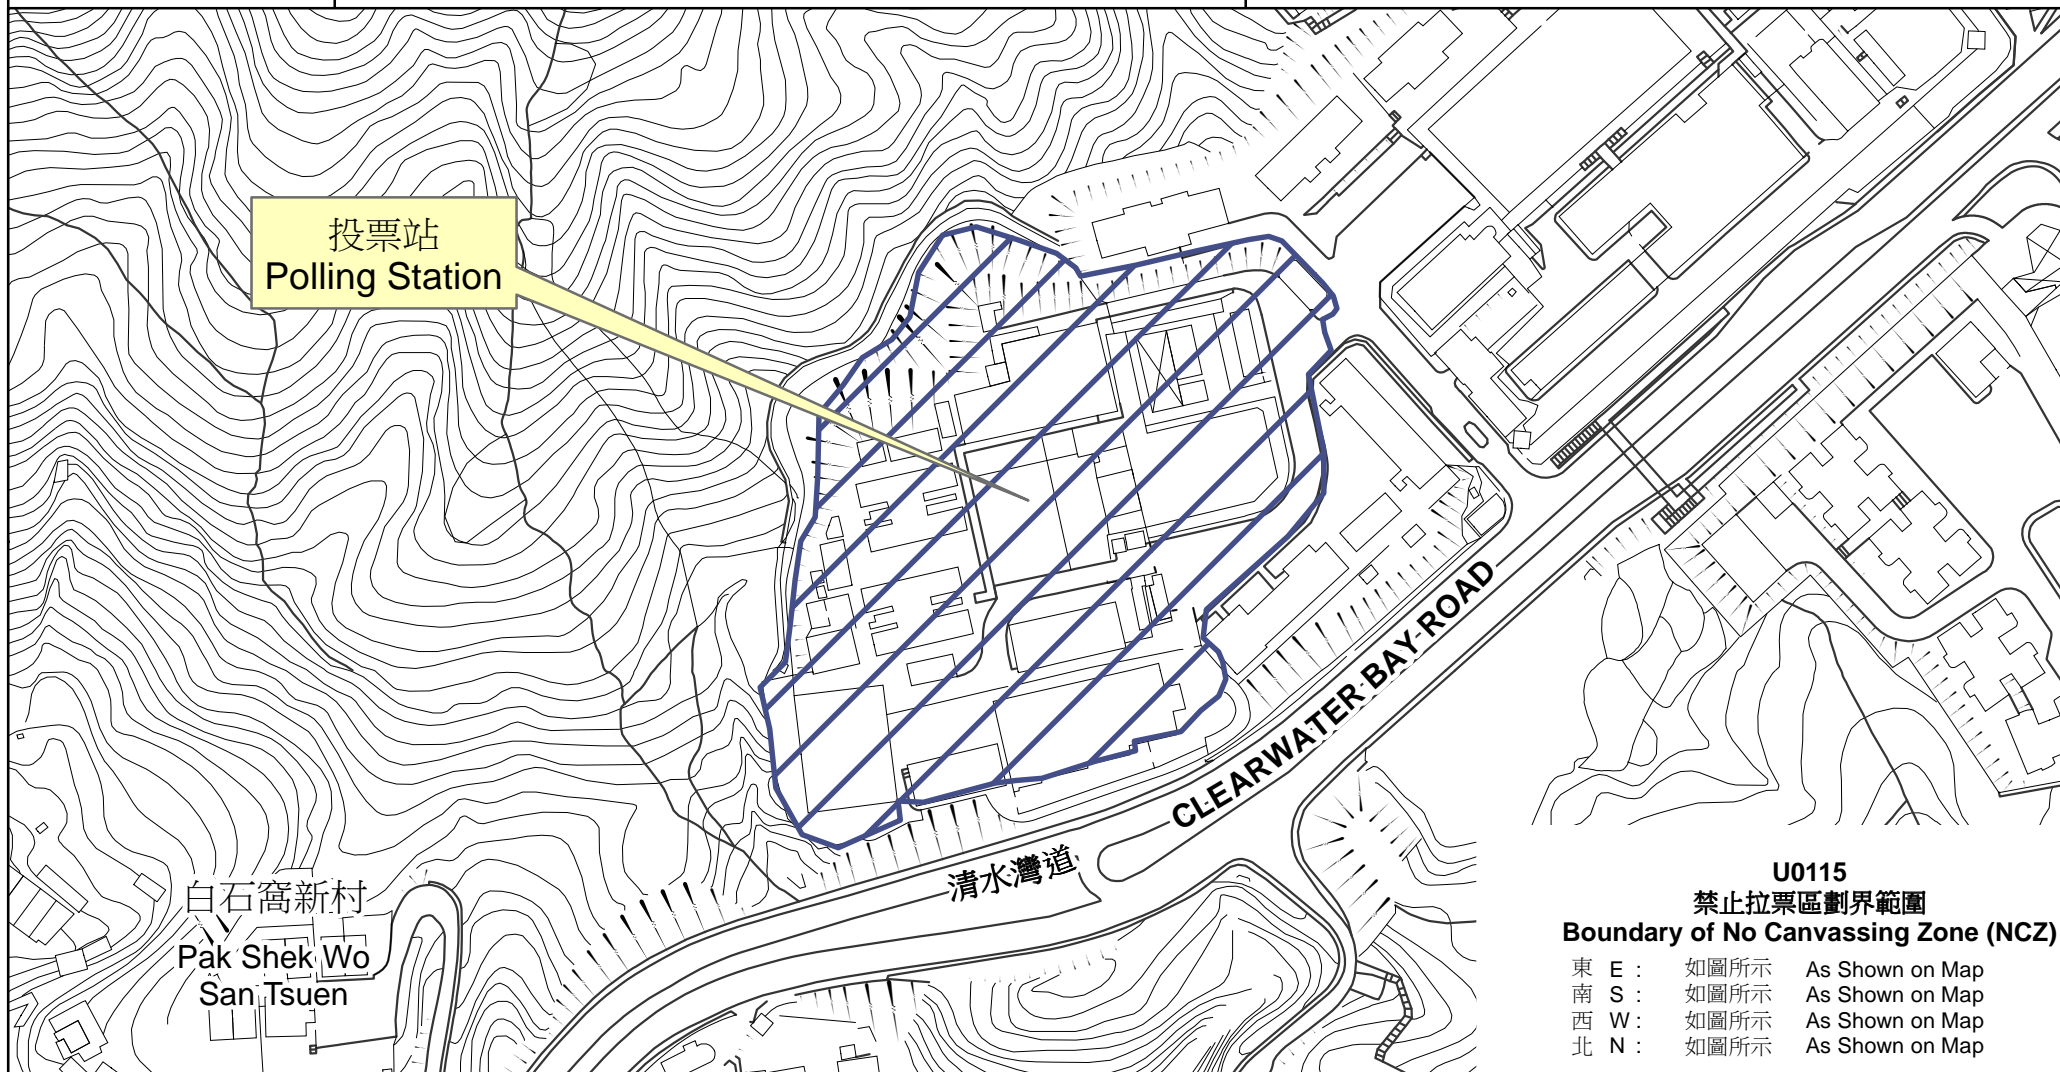 投票站
Polling Station
CLEARWATER BAY ROAD
清水灣道
白石窩新村
Pak Shek Wo
San Tsuen
U0115
禁止拉票區劃界範圍
Boundary of No Canvassing Zone (NCZ)
東 E : 如圖所示 As Shown on Map
南 S : 如圖所示 As Shown on Map
西 W : 如圖所示 As Shown on Map
北 N : 如圖所示 As Shown on Map